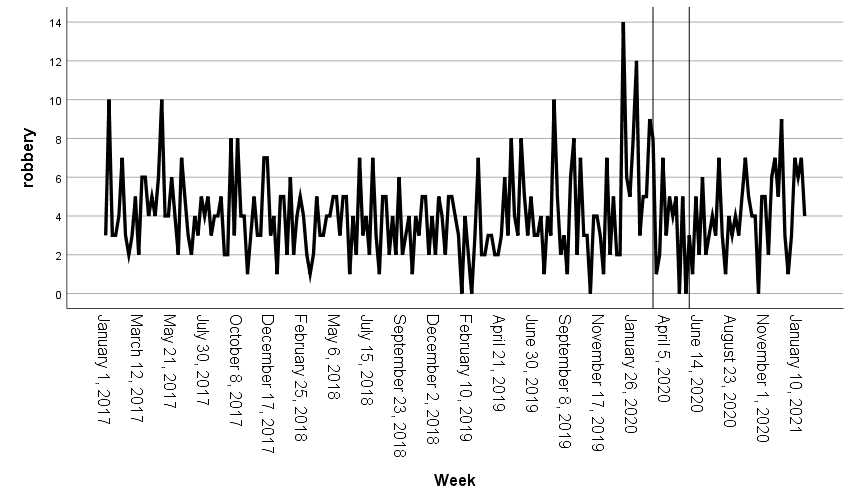 14
12
10
8
6
4
2
0
robbery
January 1, 2017
March 12, 2017
May 21, 2017
July 30, 2017
October 8, 2017
December 17, 2017
February 25, 2018
May 6, 2018
July 15, 2018
September 23, 2018
December 2, 2018
February 10, 2019
April 21, 2019
June 30, 2019
September 8, 2019
November 17, 2019
January 26, 2020
April 5, 2020
June 14, 2020
August 23, 2020
November 1, 2020
January 10, 2021
Week